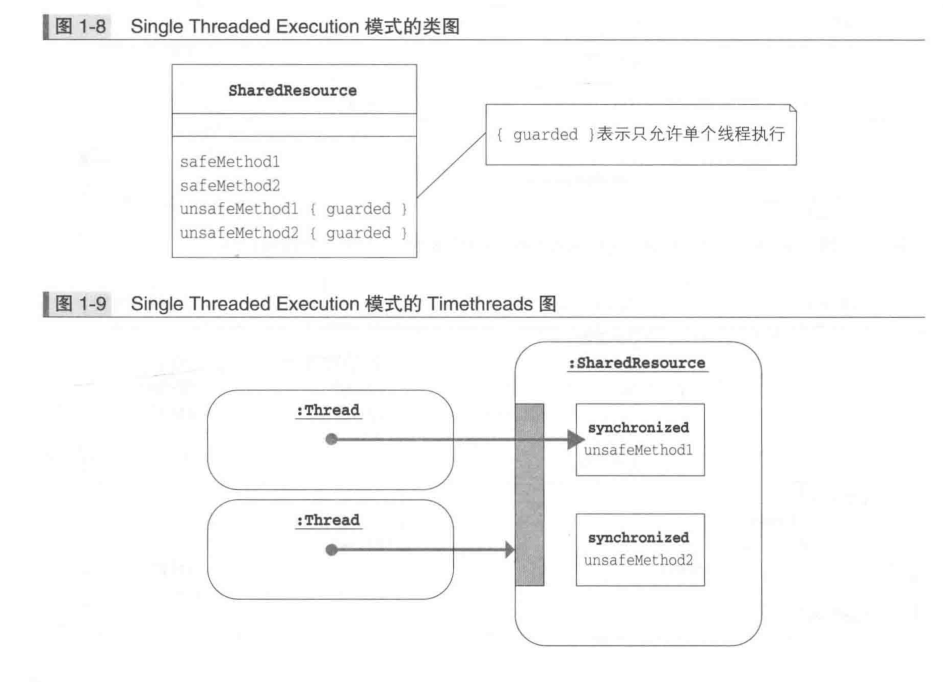 图 1-8 Single Threaded Execution 模式的类图
SharedResource
safeMethod1
safeMethod2
unsafeMethod1 { guarded }
unsafeMethod2 { guarded }
{ guarded }表示只允许单个线程执行
图 1-9 Single Threaded Execution 模式的 Timethreads 图
:SharedResource
:Thread
synchronized
unsafeMethod1
:Thread
synchronized
unsafeMethod2